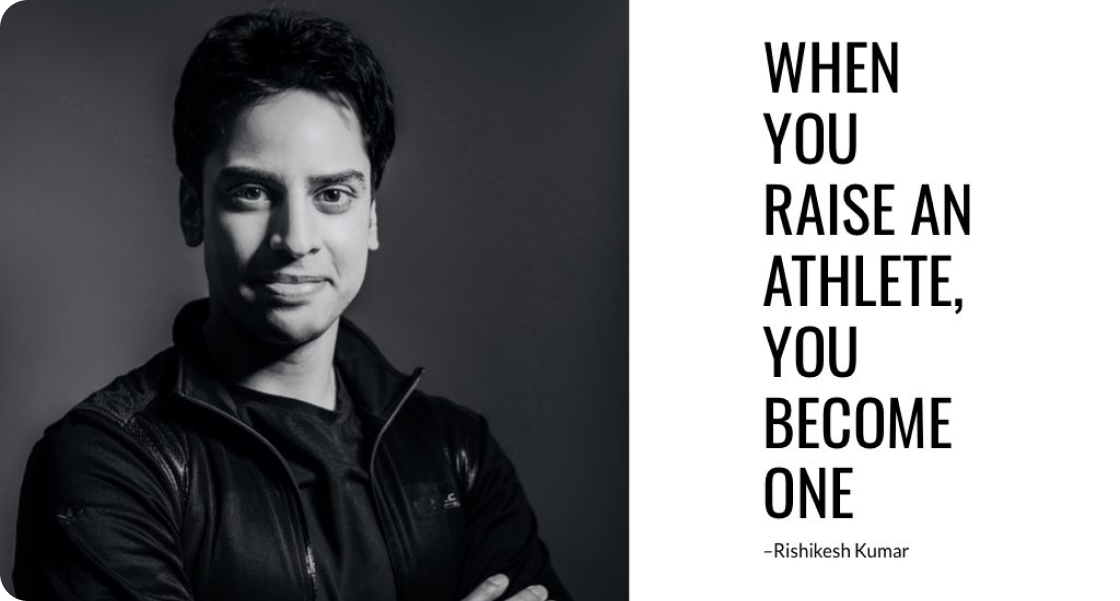 WHEN
YOU
RAISE AN
ATHLETE,
YOU
BECOME
ONE
–Rishikesh Kumar